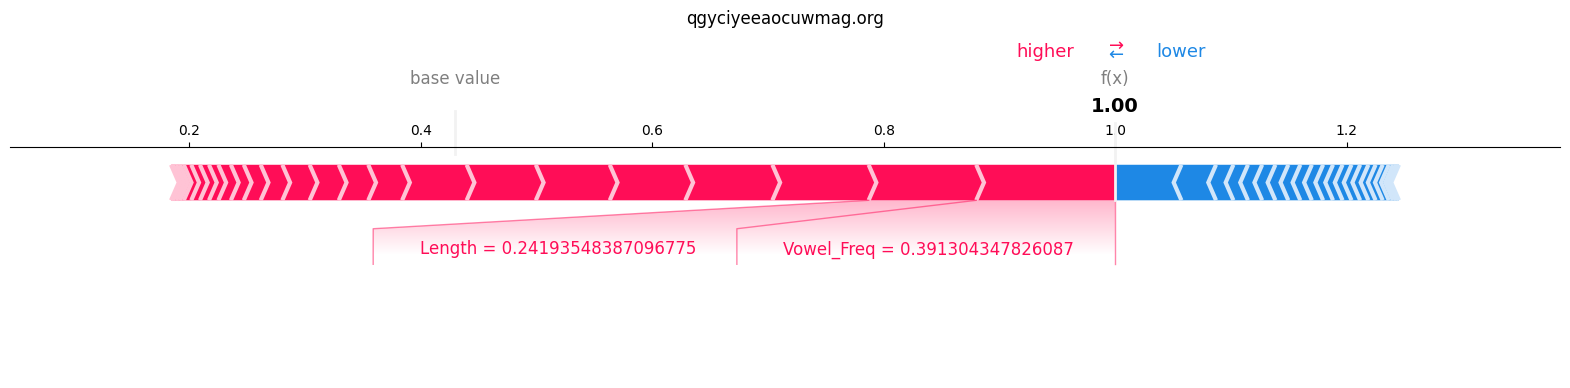 qgyciyeeaocuwmag.org
higher ⇄ lower
base value f(x)
1.00
0.2 0.4 0.6 0.8 1.0 1.2
Length = 0.24193548387096775 Vowel_Freq = 0.391304347826087